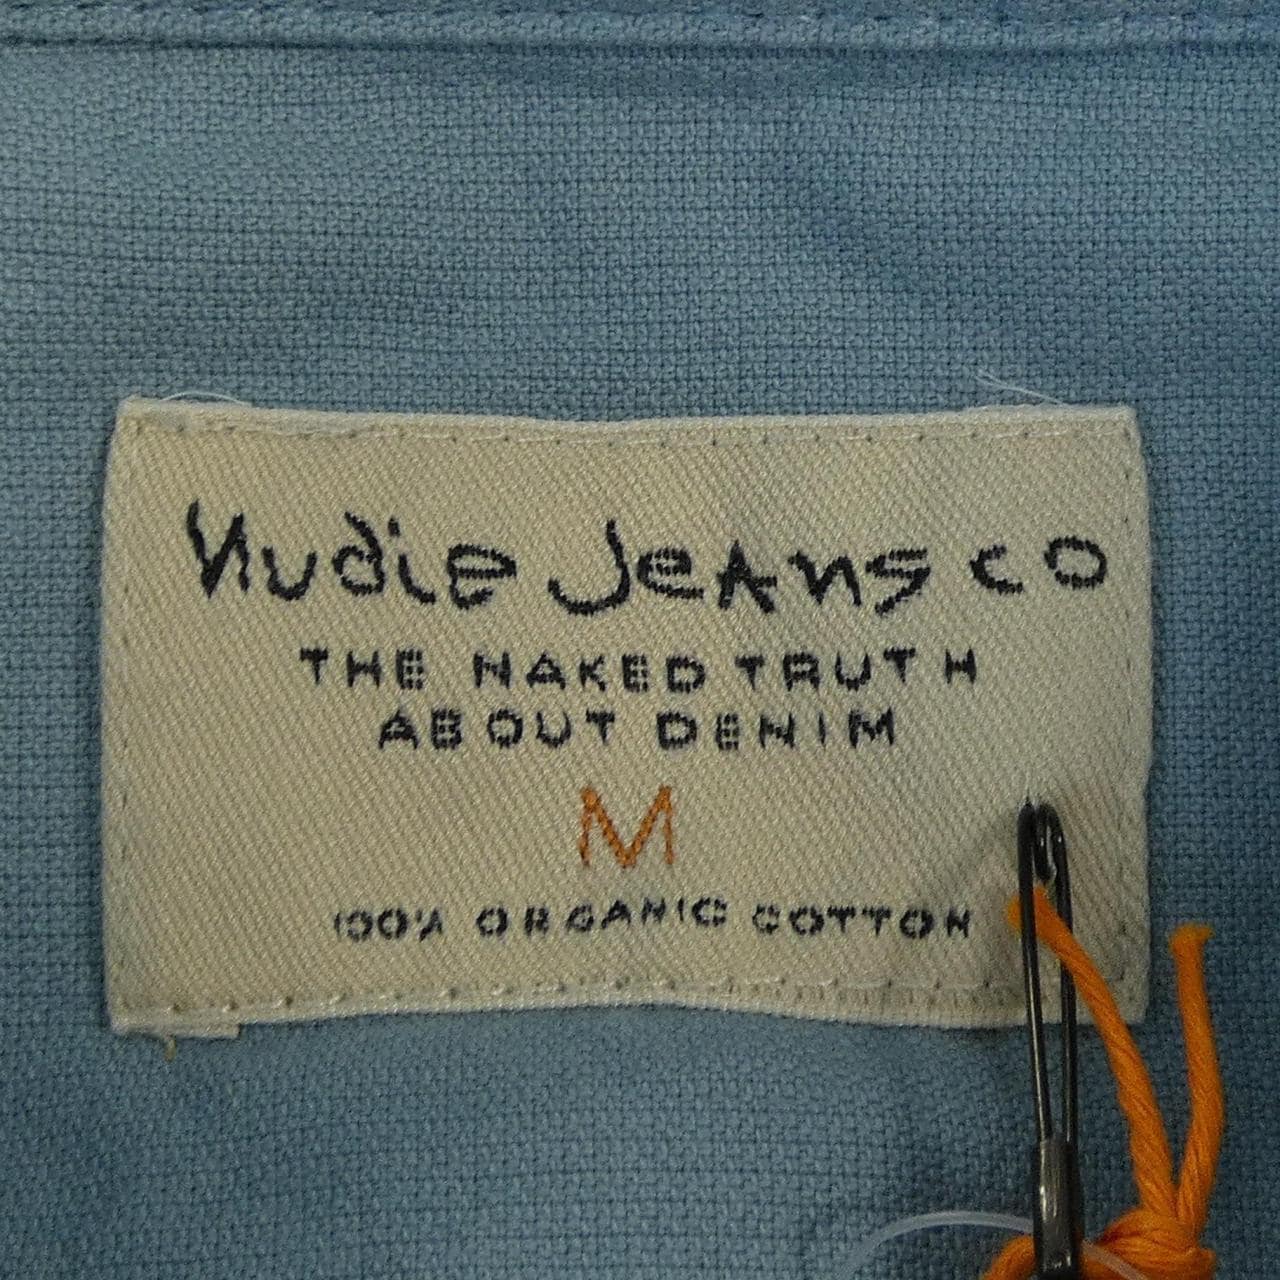 Nudie Jeans co
THE NAKED TRUTH
ABOUT DENIM
M
100% ORGANIC COTTON